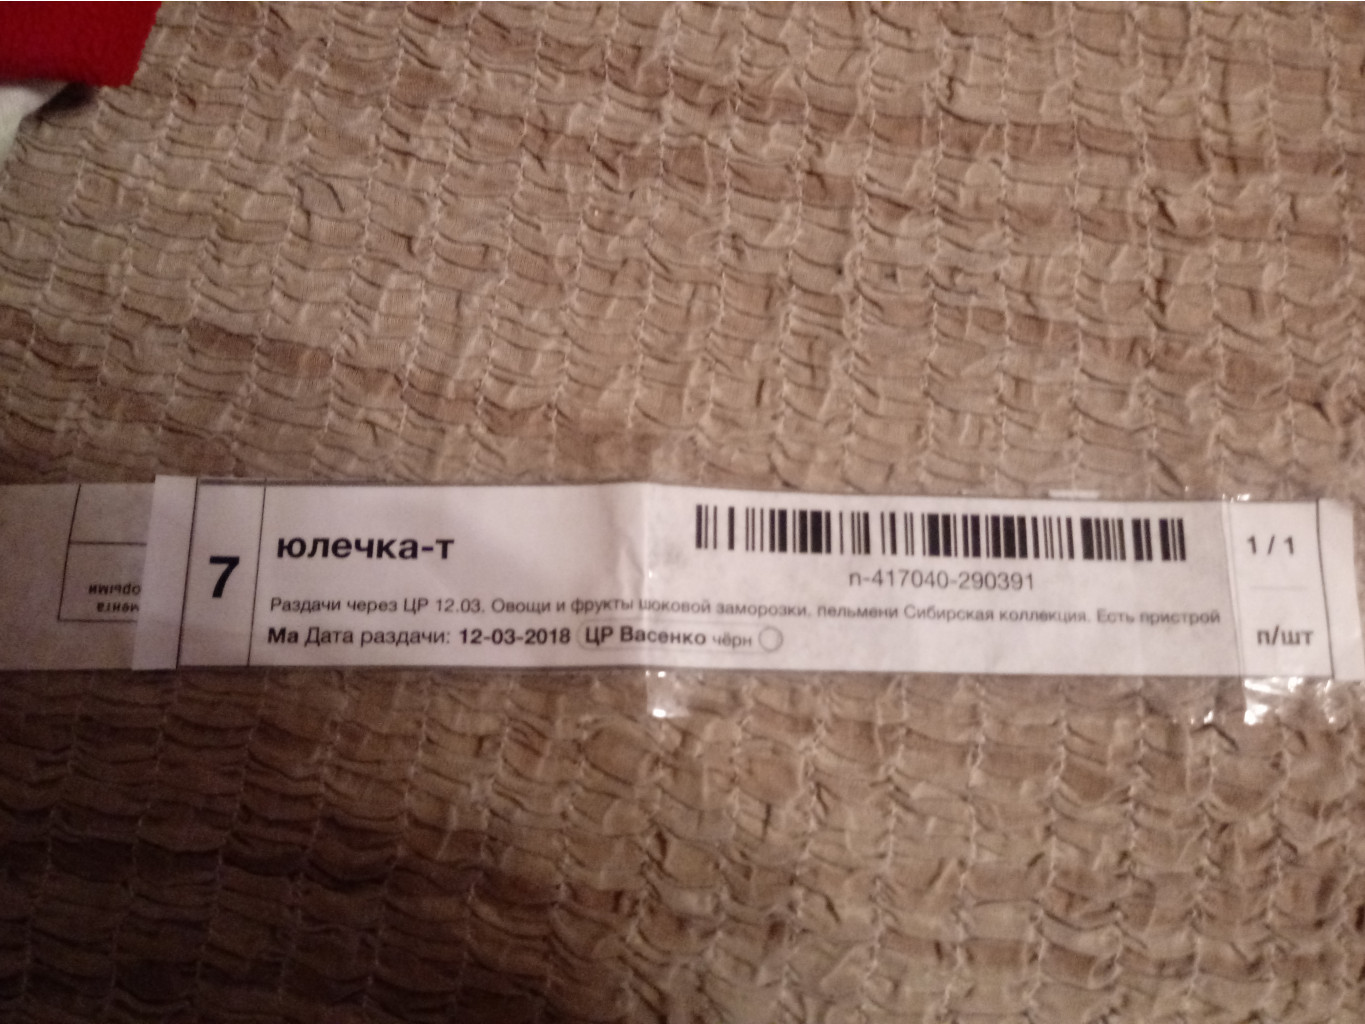 7
юлечка-т
n-417040-290391
Раздачи через ЦР 12.03. Овощи и фрукты шоковой заморозки, пельмени Сибирская коллекция. Есть пристрой
Ма Дата раздачи: 12-03-2018 ЦР Васенко чёрн
1 / 1
п/шт